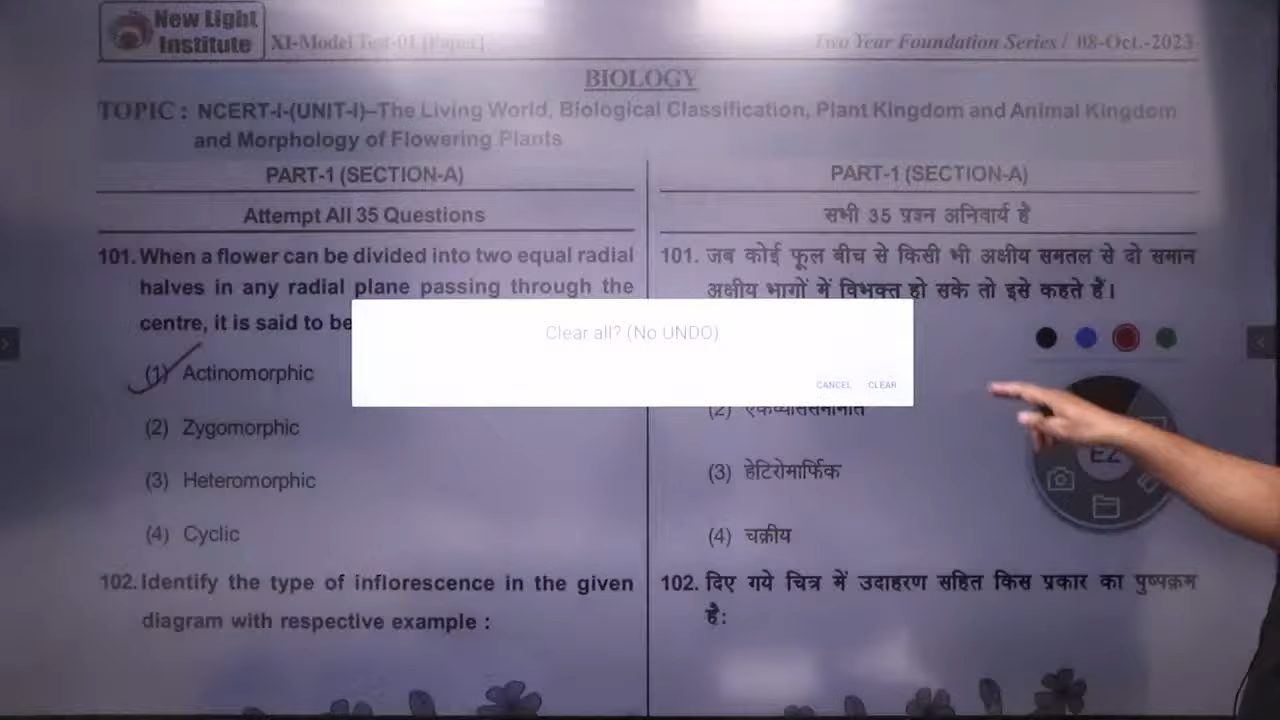 New Light
Institute
XI-Model Test-01 [Paper]
Two Year Foundation Series / 08-Oct.-2023
BIOLOGY
TOPIC : NCERT-I-(UNIT-I)–The Living World, Biological Classification, Plant Kingdom and Animal Kingdom
and Morphology of Flowering Plants
PART-1 (SECTION-A)
Attempt All 35 Questions
101. When a flower can be divided into two equal radial
halves in any radial plane passing through the
centre, it is said to be
(1) Actinomorphic
(2) Zygomorphic
(3) Heteromorphic
(4) Cyclic
102. Identify the type of inflorescence in the given
diagram with respective example :
PART-1 (SECTION-A)
सभी 35 प्रश्न अनिवार्य है
101. जब कोई फूल बीच से किसी भी अक्षीय समतल से दो समान
अक्षीय भागों में विभक्त हो सके तो इसे कहते हैं।
(2) एकव्याससममित
(3) हेटिरोमार्फिक
(4) चक्रीय
102. दिए गये चित्र में उदाहरण सहित किस प्रकार का पुष्पक्रम
है:
Clear all? (No UNDO)
CANCEL CLEAR
EZ